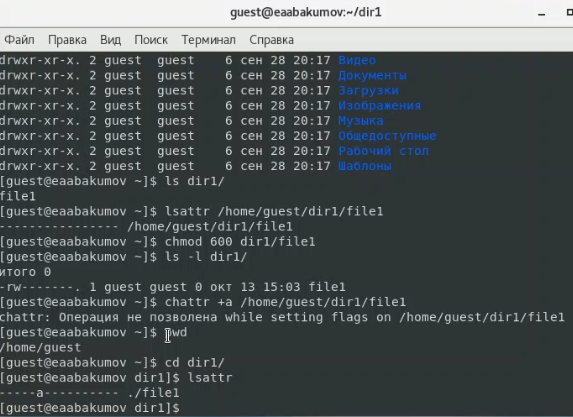 guest@eaabakumov:~/dir1
Файл Правка Вид Поиск Терминал Справка
drwxr-xr-x. 2 guest guest 6 сен 28 20:17 Видео
drwxr-xr-x. 2 guest guest 6 сен 28 20:17 Документы
drwxr-xr-x. 2 guest guest 6 сен 28 20:17 Загрузки
drwxr-xr-x. 2 guest guest 6 сен 28 20:17 Изображения
drwxr-xr-x. 2 guest guest 6 сен 28 20:17 Музыка
drwxr-xr-x. 2 guest guest 6 сен 28 20:17 Общедоступные
drwxr-xr-x. 2 guest guest 6 сен 28 20:17 Рабочий стол
drwxr-xr-x. 2 guest guest 6 сен 28 20:17 Шаблоны
[guest@eaabakumov ~]$ ls dir1/
file1
[guest@eaabakumov ~]$ lsattr /home/guest/dir1/file1
---------------- /home/guest/dir1/file1
[guest@eaabakumov ~]$ chmod 600 dir1/file1
[guest@eaabakumov ~]$ ls -l dir1/
итого 0
-rw-------. 1 guest guest 0 окт 13 15:03 file1
[guest@eaabakumov ~]$ chattr +a /home/guest/dir1/file1
chattr: Операция не позволена while setting flags on /home/guest/dir1/file1
[guest@eaabakumov ~]$ pwd
/home/guest
[guest@eaabakumov ~]$ cd dir1/
[guest@eaabakumov dir1]$ lsattr
-----a---------- ./file1
[guest@eaabakumov dir1]$